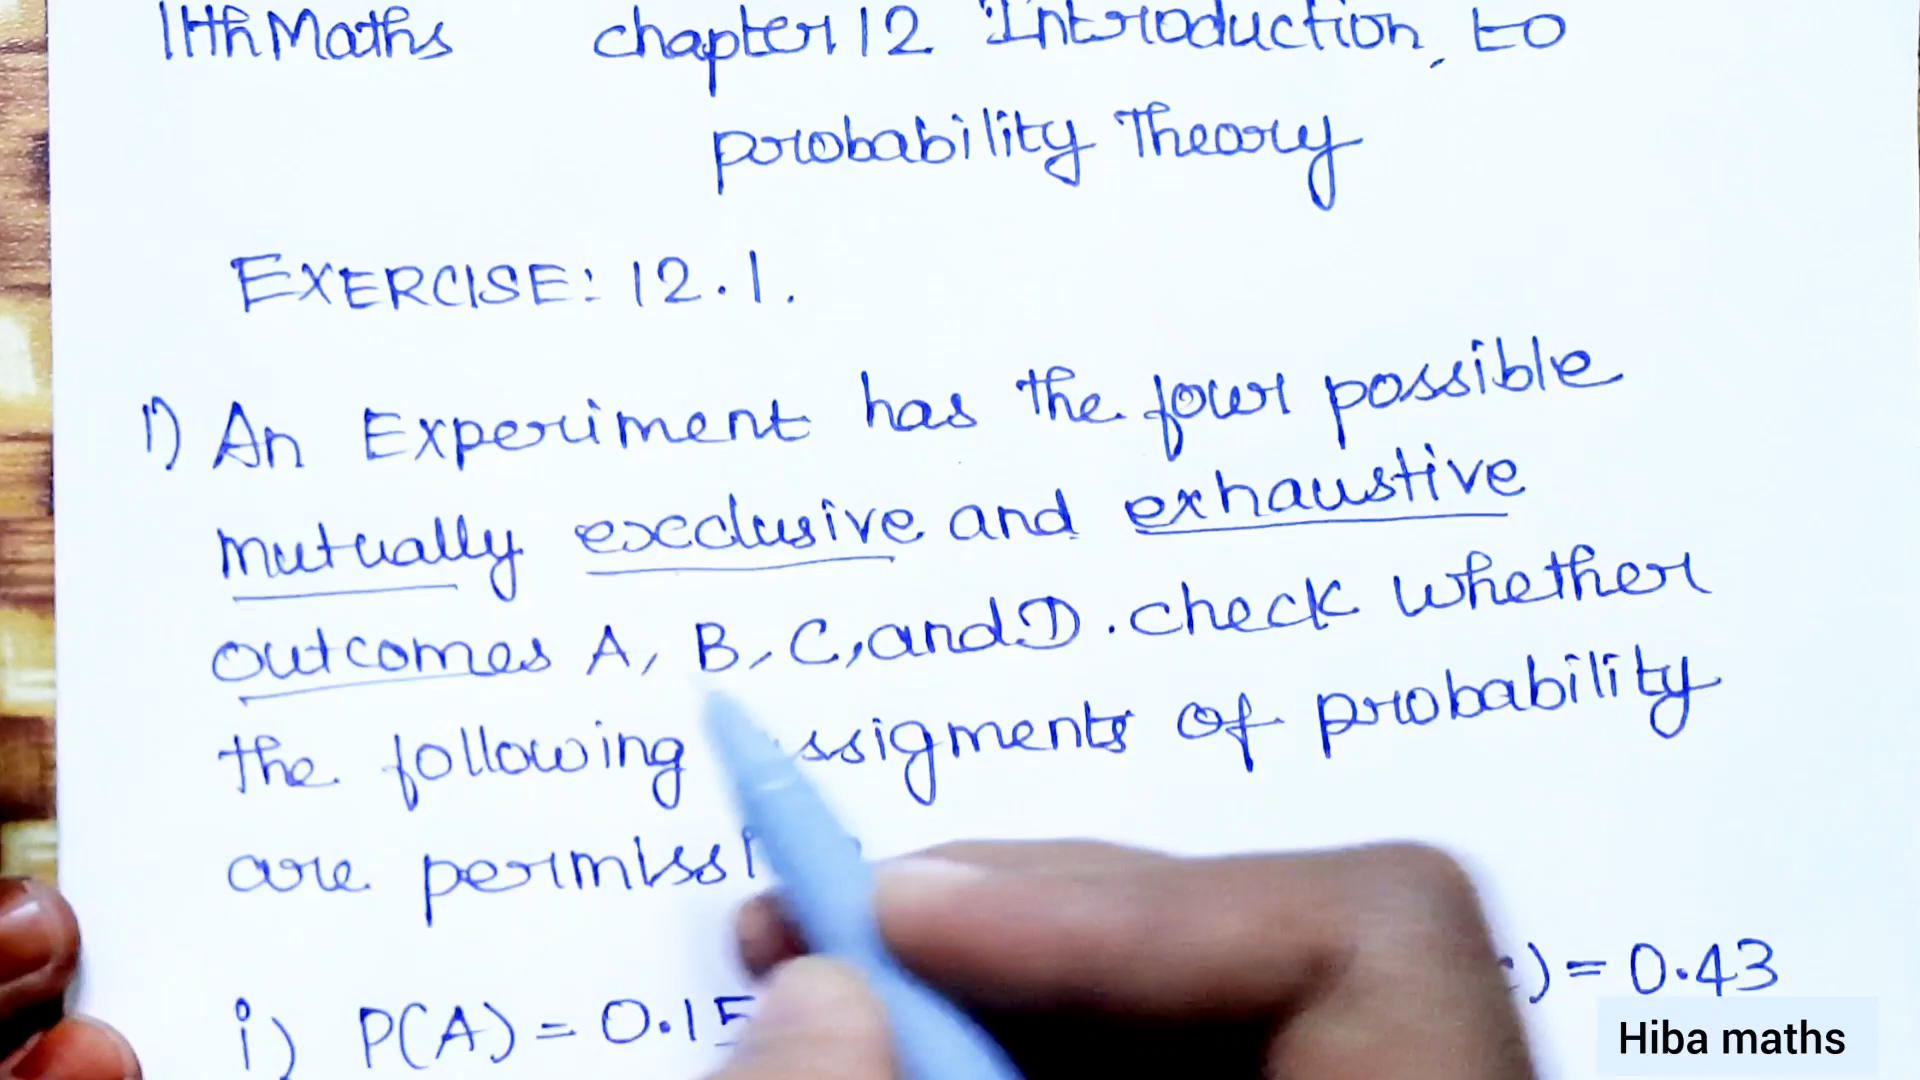 11th Maths chapter 12 Introduction to
probability Theory
EXERCISE: 12.1.
1) An Experiment has the four possible
mutually exclusive and exhaustive
outcomes A, B, C, and D. check whether
the following assigments of probability
are permissi
i) P(A) = 0.15 ) = 0.43
Hiba maths